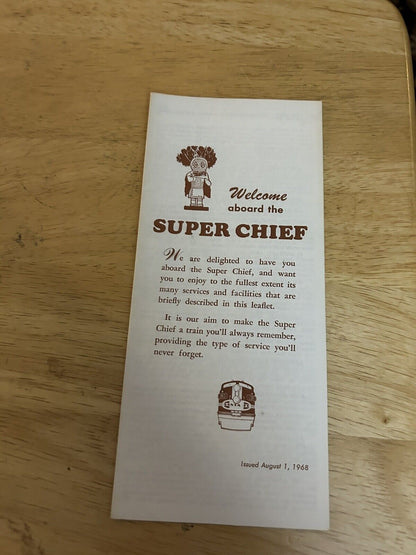 Welcome
aboard the
SUPER CHIEF
We are delighted to have you
aboard the Super Chief, and want
you to enjoy to the fullest extent its
many services and facilities that are
briefly described in this leaflet.
It is our aim to make the Super
Chief a train you'll always remember,
providing the type of service you'll
never forget.
Issued August 1, 1968